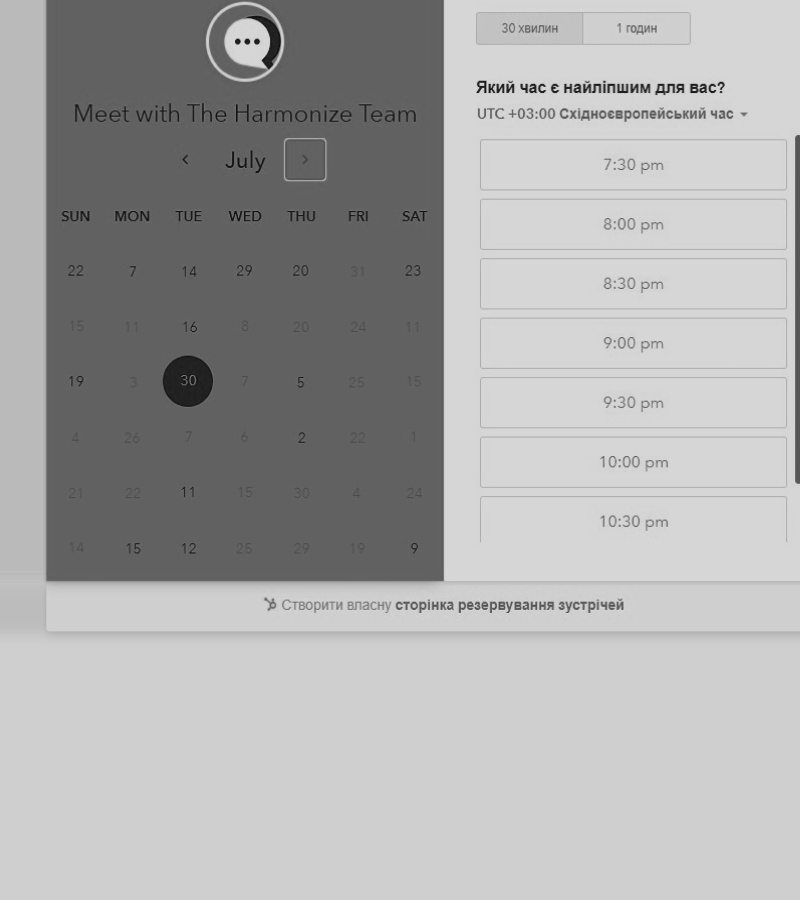 Meet with The Harmonize Team
July
SUN MON TUE WED THU FRI SAT
22 7 14 29 20 31 23
15 11 16 8 20 24 11
19 3 30 7 5 25 15
4 26 7 6 2 22 1
21 22 11 15 30 4 24
14 15 12 25 29 19 9
30 хвилин 1 годин
Який час є найліпшим для вас?
UTC +03:00 Східноєвропейський час
7:30 pm
8:00 pm
8:30 pm
9:00 pm
9:30 pm
10:00 pm
10:30 pm
Створити власну сторінка резервування зустрічей